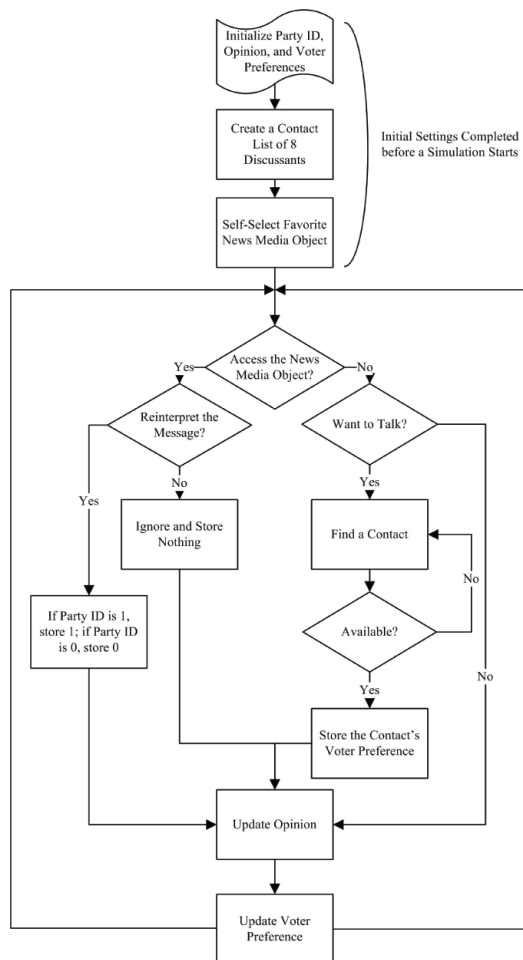 Initialize Party ID,
Opinion, and Voter
Preferences
Create a Contact
List of 8
Discussants
Initial Settings Completed
before a Simulation Starts
Self-Select Favorite
News Media Object
Access the News
Media Object?
Yes
No
Reinterpret the
Message?
Want to Talk?
No
Yes
Yes
Ignore and Store
Nothing
Find a Contact
No
If Party ID is 1,
store 1; if Party ID
is 0, store 0
Available?
No
Yes
Store the Contact's
Voter Preference
Update Opinion
Update Voter
Preference